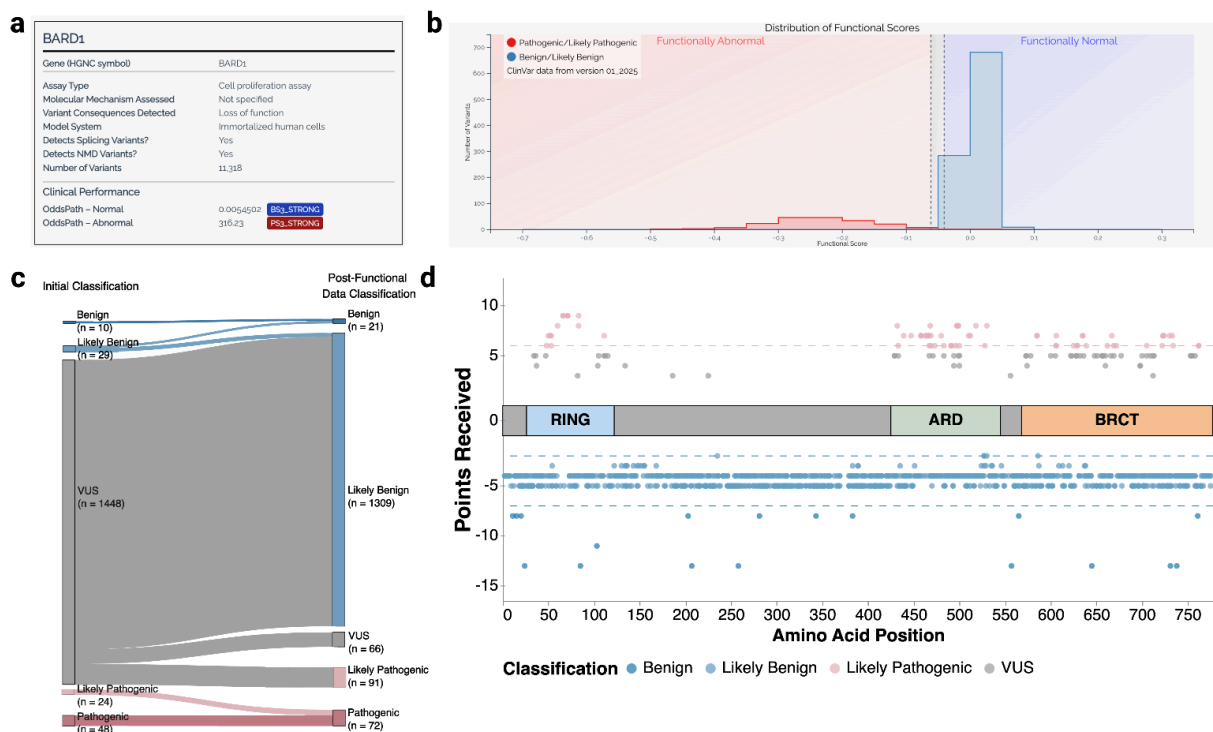 a
BARD1
Gene (HGNC symbol) BARD1
Assay Type Cell proliferation assay
Molecular Mechanism Assessed Not specified
Variant Consequences Detected Loss of function
Model System Immortalized human cells
Detects Splicing Variants? Yes
Detects NMD Variants? Yes
Number of Variants 11,318
Clinical Performance
OddsPath – Normal 0.0054502 BS3_STRONG
OddsPath – Abnormal 316.23 PS3_STRONG
b
Distribution of Functional Scores
Pathogenic/Likely Pathogenic
Benign/Likely Benign
ClinVar data from version 01_2025
Functionally Abnormal
Functionally Normal
Number of Variants
700
600
500
400
300
200
100
0
−0.7 −0.6 −0.5 −0.4 −0.3 −0.2 −0.1 0.0 0.1 0.2 0.3
Functional Score
c
Initial Classification
Post-Functional
Data Classification
Benign
(n = 10)
Likely Benign
(n = 29)
VUS
(n = 1448)
Likely Pathogenic
(n = 24)
Pathogenic
(n = 48)
Benign
(n = 21)
Likely Benign
(n = 1309)
VUS
(n = 66)
Likely Pathogenic
(n = 91)
Pathogenic
(n = 72)
d
Points Received
10
5
0
-5
-10
-15
RING ARD BRCT
0 50 100 150 200 250 300 350 400 450 500 550 600 650 700 750
Amino Acid Position
Classification Benign Likely Benign Likely Pathogenic VUS